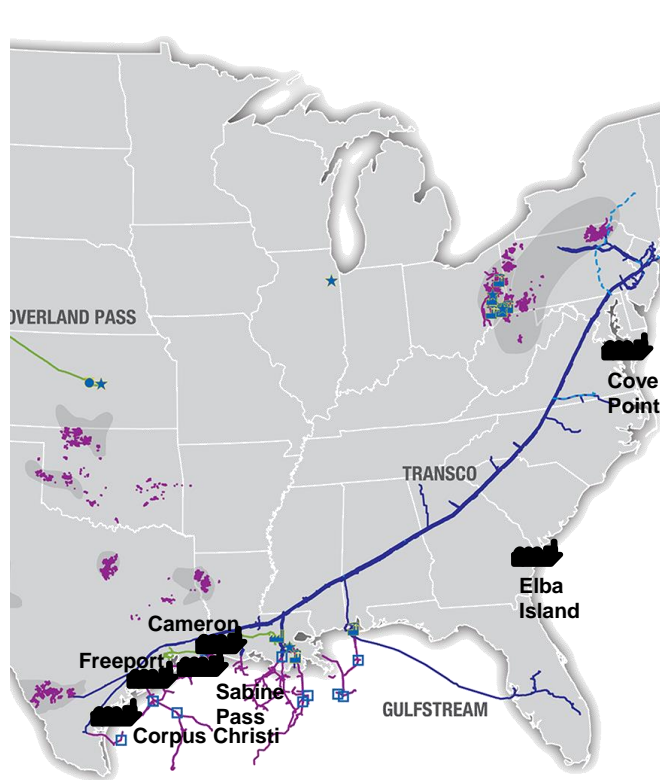 OVERLAND PASS
Cove
Point
TRANSCO
Elba
Island
Cameron
Freeport
Sabine
Pass
GULFSTREAM
Corpus Christi